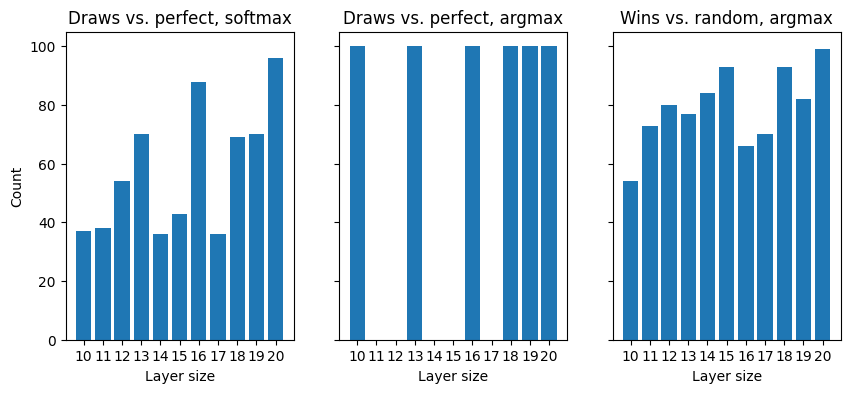 Draws vs. perfect, softmax
Draws vs. perfect, argmax
Wins vs. random, argmax
100
80
60
40
20
0
Count
10 11 12 13 14 15 16 17 18 19 20
10 11 12 13 14 15 16 17 18 19 20
10 11 12 13 14 15 16 17 18 19 20
Layer size
Layer size
Layer size